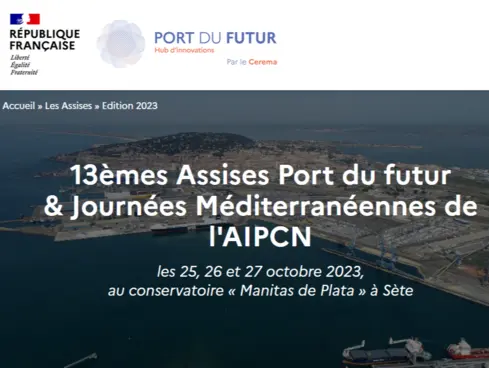 RÉPUBLIQUE
FRANÇAISE
Liberté
Égalité
Fraternité
PORT DU FUTUR
Hub d'innovations
Par le Cerema
Accueil » Les Assises » Edition 2023
13èmes Assises Port du futur
& Journées Méditerranéennes de
l'AIPCN
les 25, 26 et 27 octobre 2023,
au conservatoire « Manitas de Plata » à Sète